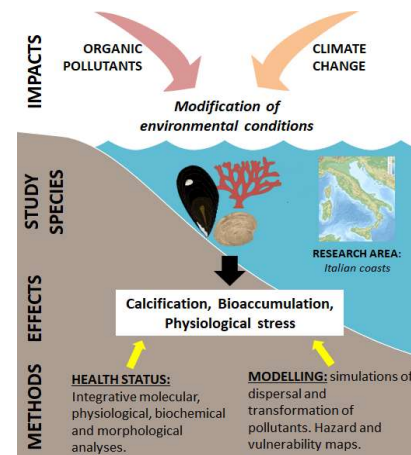 IMPACTS
ORGANIC
POLLUTANTS
CLIMATE
CHANGE
Modification of
environmental conditions
STUDY
SPECIES
RESEARCH AREA:
Italian coasts
EFFECTS
Calcification, Bioaccumulation,
Physiological stress
METHODS
HEALTH STATUS:
Integrative molecular,
physiological, biochemical
and morphological
analyses.
MODELLING: simulations of
dispersal and
transformation of
pollutants. Hazard and
vulnerability maps.